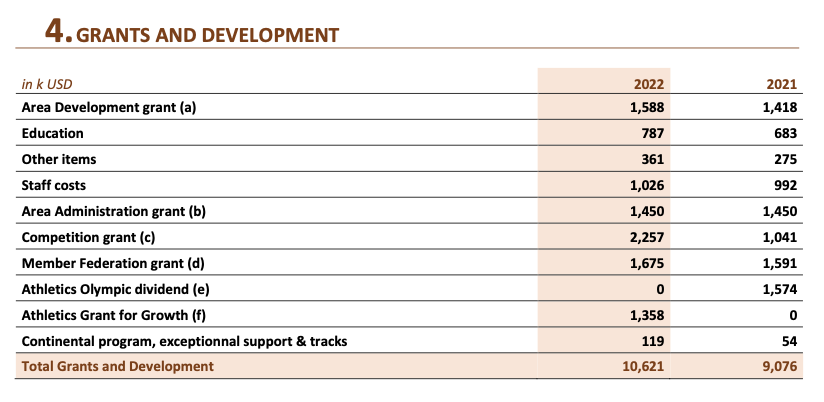 4. GRANTS AND DEVELOPMENT
in k USD 2022 2021
Area Development grant (a) 1,588 1,418
Education 787 683
Other items 361 275
Staff costs 1,026 992
Area Administration grant (b) 1,450 1,450
Competition grant (c) 2,257 1,041
Member Federation grant (d) 1,675 1,591
Athletics Olympic dividend (e) 0 1,574
Athletics Grant for Growth (f) 1,358 0
Continental program, exceptionnal support & tracks 119 54
Total Grants and Development 10,621 9,076